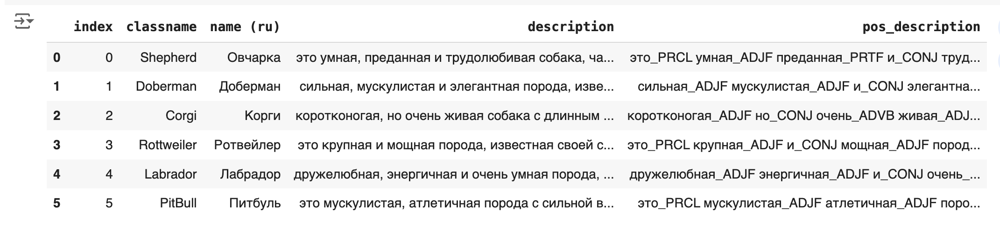 index classname name (ru) description pos_description
0 0 Shepherd Овчарка это умная, преданная и трудолюбивая собака, ча... это_PRCL умная_ADJF преданная_PRTF и_CONJ труд...
1 1 Doberman Доберман сильная, мускулистая и элегантная порода, изве... сильная_ADJF мускулистая_ADJF и_CONJ элегантна...
2 2 Corgi Корги коротконогая, но очень живая собака с длинным ... коротконогая_ADJF но_CONJ очень_ADVB живая_ADJ...
3 3 Rottweiler Ротвейлер это крупная и мощная порода, известная своей с... это_PRCL крупная_ADJF и_CONJ мощная_ADJF пород...
4 4 Labrador Лабрадор дружелюбная, энергичная и очень умная порода, ... дружелюбная_ADJF энергичная_ADJF и_CONJ очень_...
5 5 PitBull Питбуль это мускулистая, атлетичная порода с сильной в... это_PRCL мускулистая_ADJF атлетичная_ADJF поро...